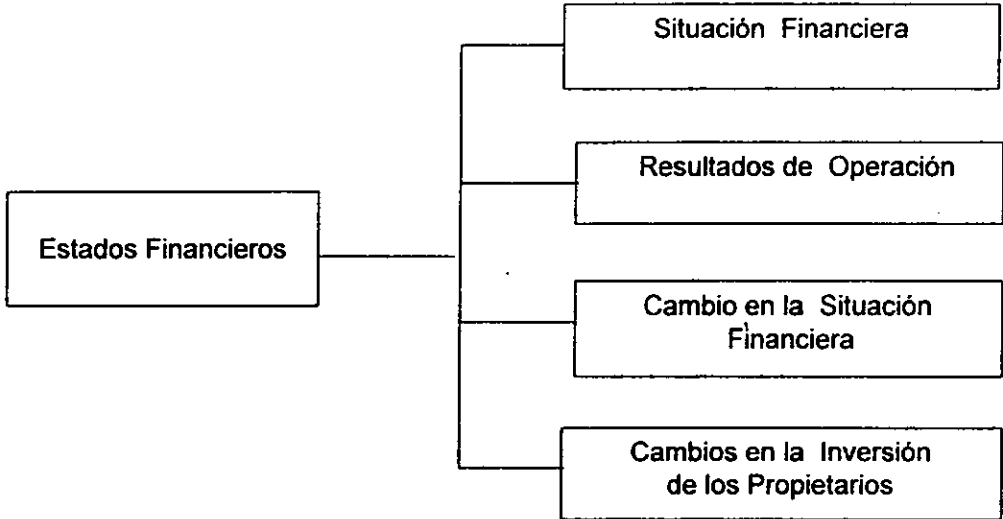 Situación Financiera
Resultados de Operación
Estados Financieros
Cambio en la Situación
Financiera
Cambios en la Inversión
de los Propietarios